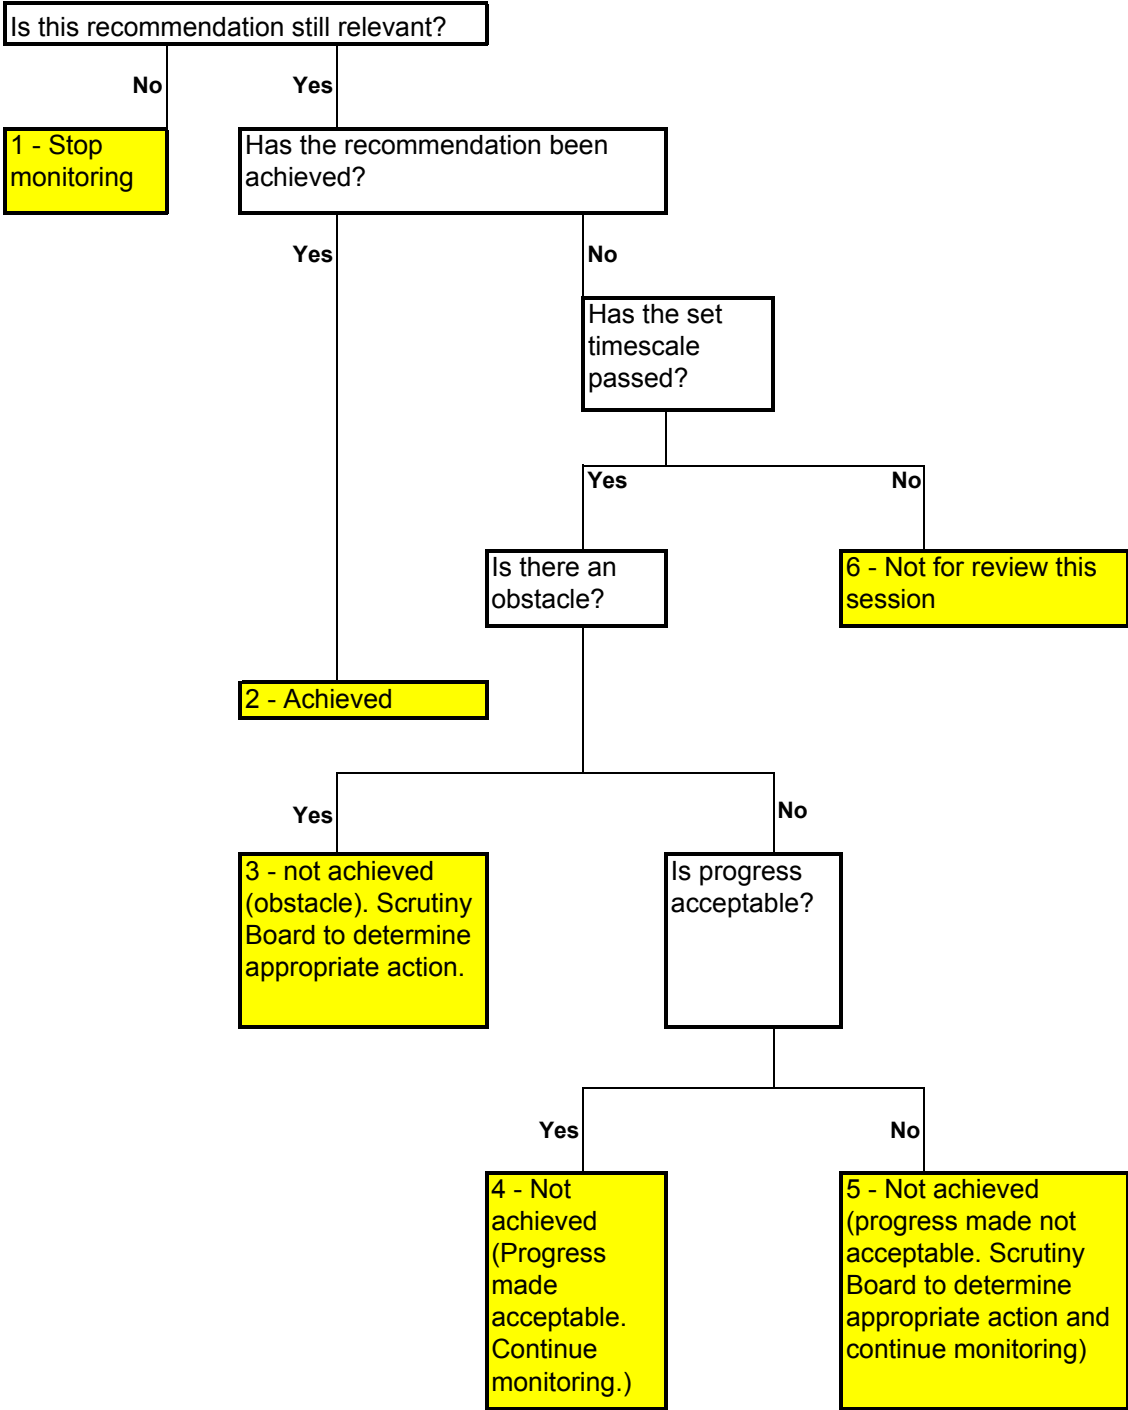 Is this recommendation still relevant?
No
Yes
1 - Stop
monitoring
Has the recommendation been
achieved?
Yes
No
Has the set
timescale
passed?
Yes
No
Is there an
obstacle?
6 - Not for review this
session
2 - Achieved
Yes
No
3 - not achieved
(obstacle). Scrutiny
Board to determine
appropriate action.
Is progress
acceptable?
Yes
No
4 - Not
achieved
(Progress
made
acceptable.
Continue
monitoring.)
5 - Not achieved
(progress made not
acceptable. Scrutiny
Board to determine
appropriate action and
continue monitoring)